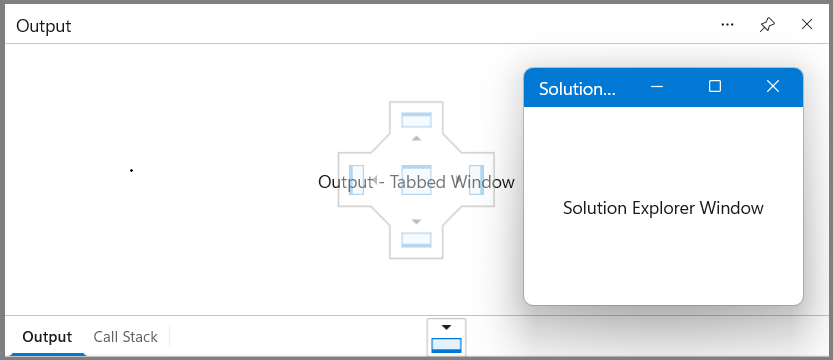 Output
Solution...
Output - Tabbed Window
Solution Explorer Window
Output Call Stack